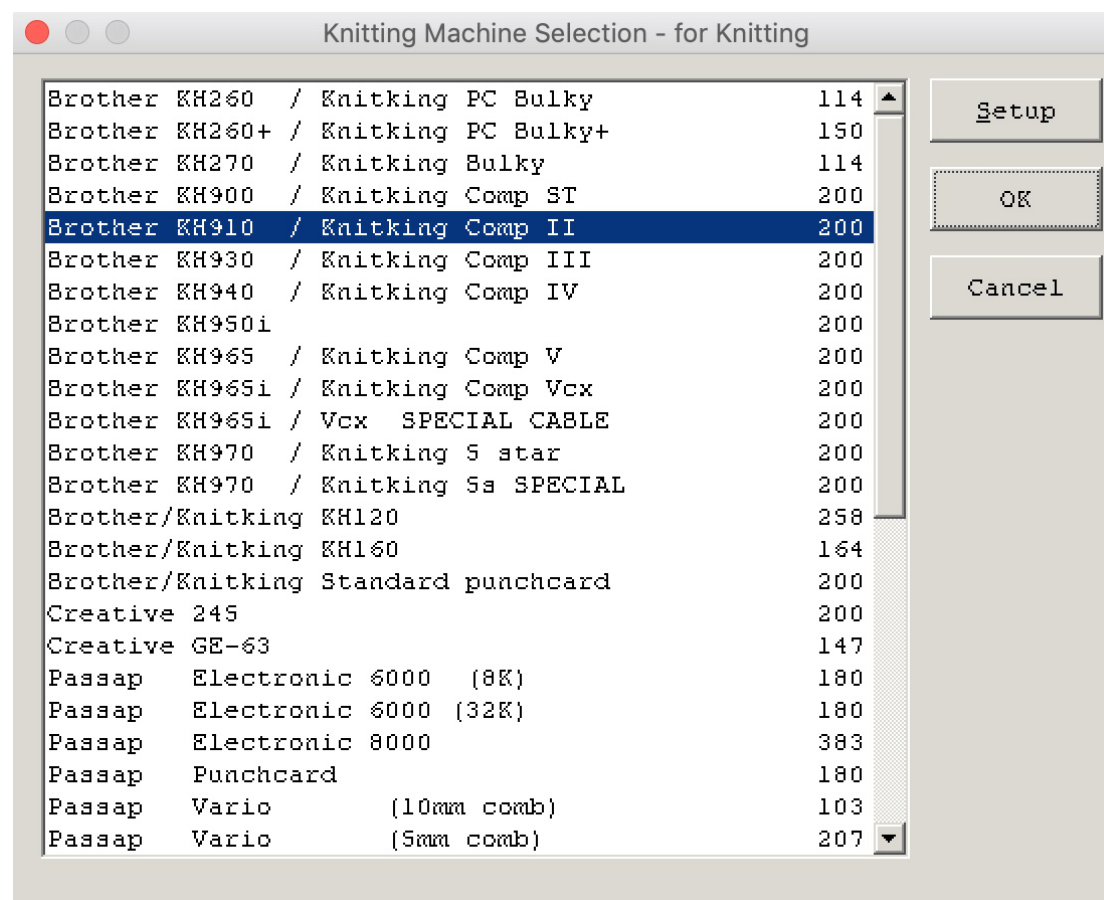 Knitting Machine Selection - for Knitting
Brother KH260 / Knitking PC Bulky 114
Brother KH260+ / Knitking PC Bulky+ 150
Brother KH270 / Knitking Bulky 114
Brother KH900 / Knitking Comp ST 200
Brother KH910 / Knitking Comp II 200
Brother KH930 / Knitking Comp III 200
Brother KH940 / Knitking Comp IV 200
Brother KH950i 200
Brother KH965 / Knitking Comp V 200
Brother KH965i / Knitking Comp Vcx 200
Brother KH965i / Vcx SPECIAL CABLE 200
Brother KH970 / Knitking 5 star 200
Brother KH970 / Knitking 5s SPECIAL 200
Brother/Knitking KH120 258
Brother/Knitking KH160 164
Brother/Knitking Standard punchcard 200
Creative 245 200
Creative GE-63 147
Passap Electronic 6000 (8K) 180
Passap Electronic 6000 (32K) 180
Passap Electronic 8000 383
Passap Punchcard 180
Passap Vario (10mm comb) 103
Passap Vario (5mm comb) 207
Setup
OK
Cancel